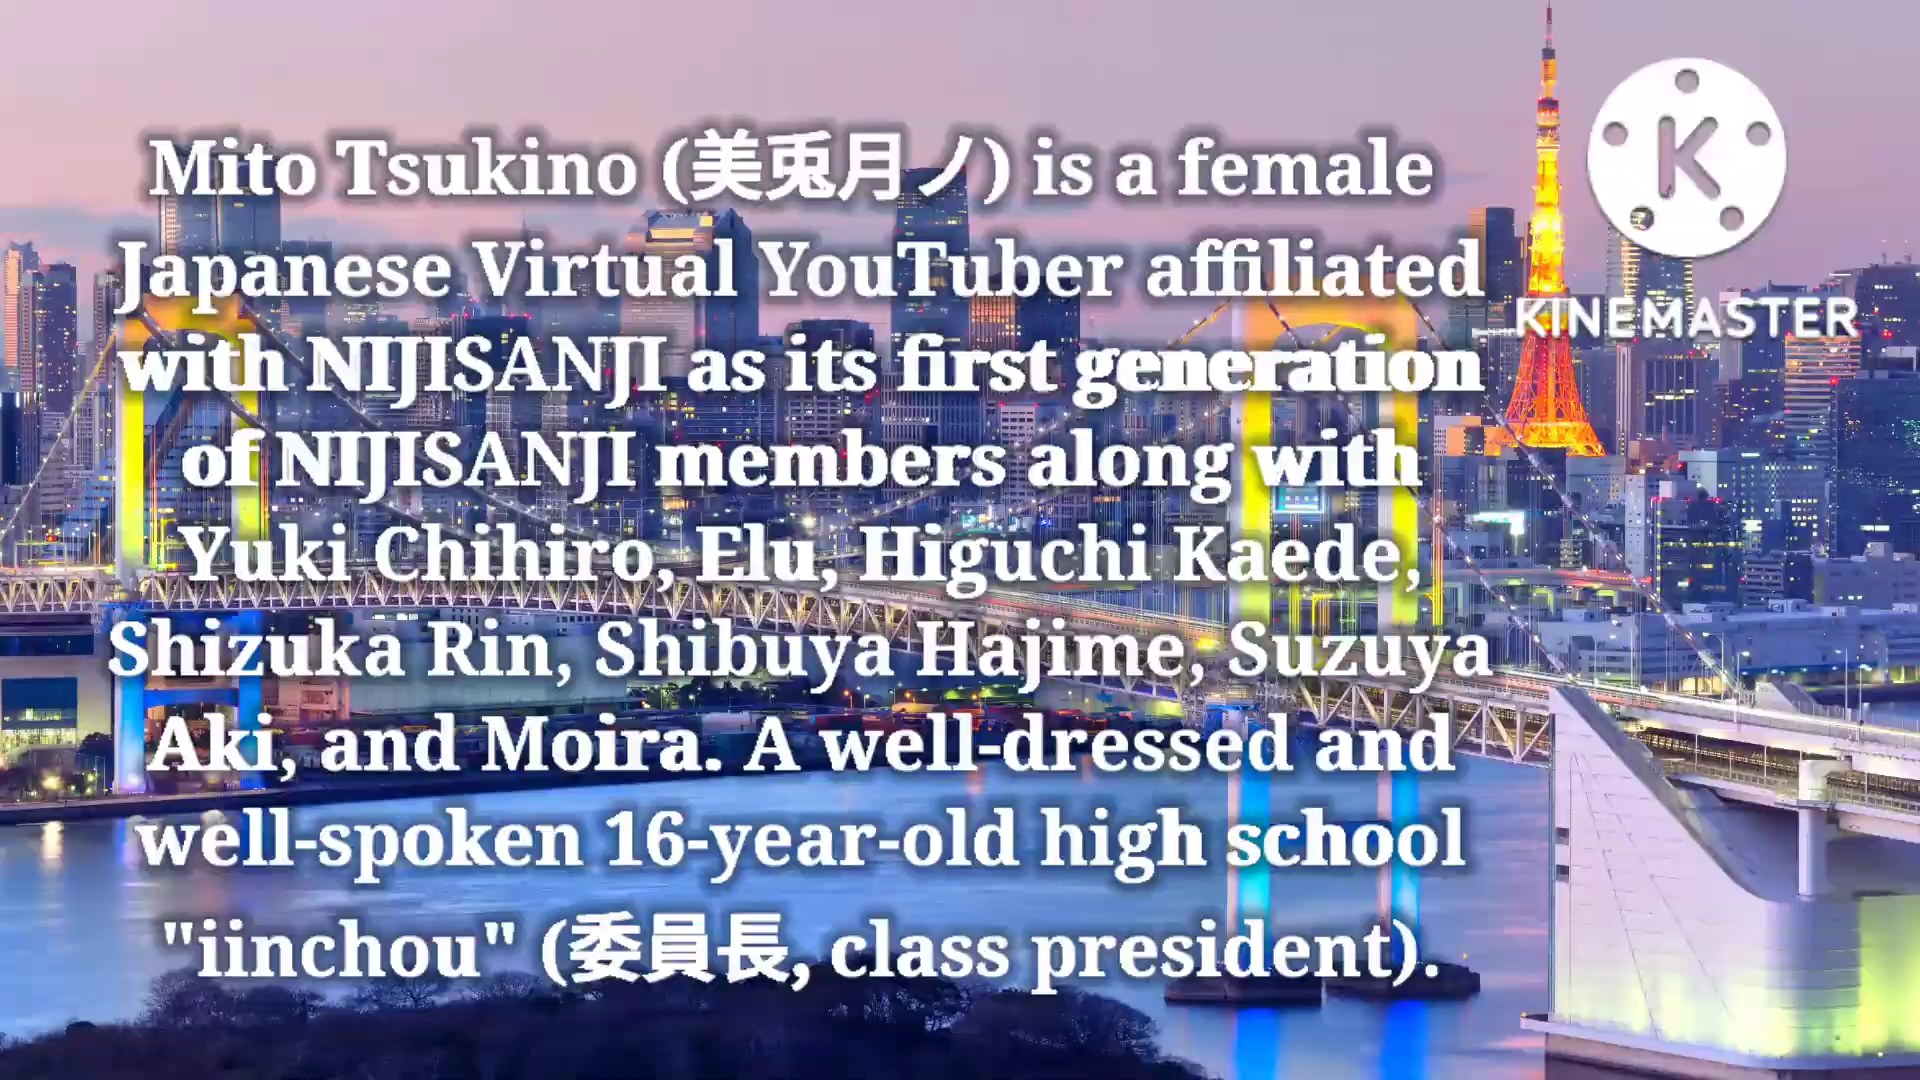 Mito Tsukino (美兎月ノ) is a female
Japanese Virtual YouTuber affiliated
with NIJISANJI as its first generation
of NIJISANJI members along with
Yuki Chihiro, Elu, Higuchi Kaede,
Shizuka Rin, Shibuya Hajime, Suzuya
Aki, and Moira. A well-dressed and
well-spoken 16-year-old high school
"iinchou" (委員長, class president).
K
KINEMASTER